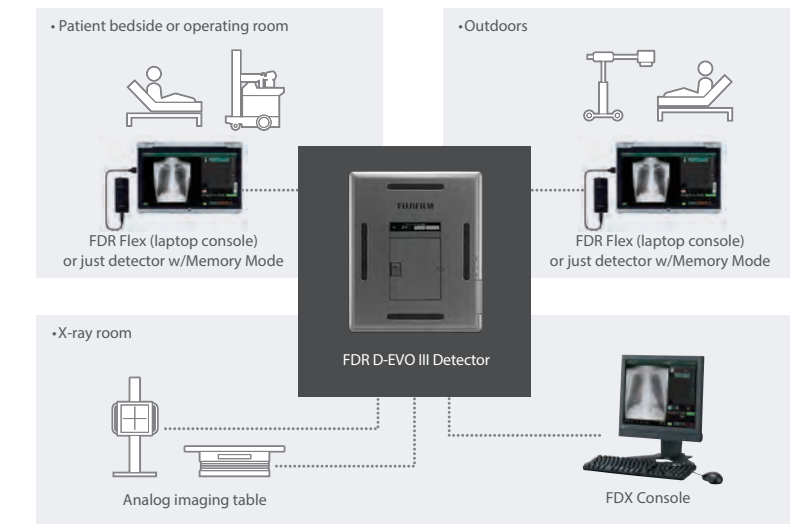 • Patient bedside or operating room
•Outdoors
FDR Flex (laptop console)
or just detector w/Memory Mode
FUJIFILM
FDR D-EVO III Detector
FDR Flex (laptop console)
or just detector w/Memory Mode
•X-ray room
Analog imaging table
FDX Console